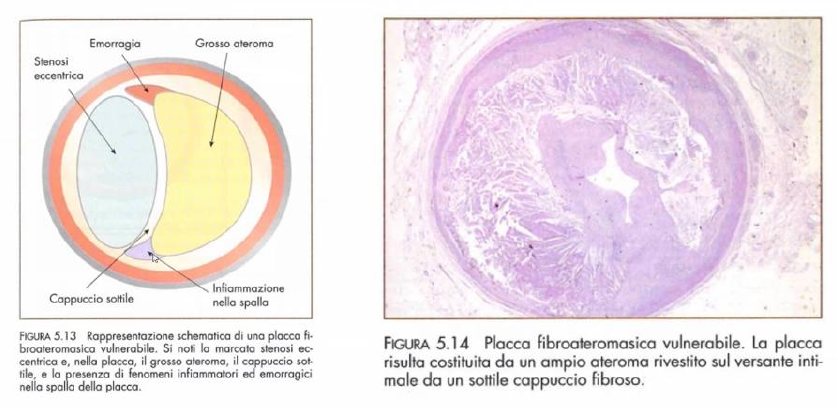 Emorragia
Grosso ateroma
Stenosi
eccentrica
Cappuccio sottile
Infiammazione
nella spalla
FIGURA 5.13 Rappresentazione schematica di una placca fi-
broateromasica vulnerabile. Si noti la marcata stenosi ec-
centrica e, nella placca, il grosso ateroma, il cappuccio sot-
tile, e la presenza di fenomeni infiammatori ed emorragici
nella spalla della placca.
FIGURA 5.14 Placca fibroateromasica vulnerabile. La placca
risulta costituita da un ampio ateroma rivestito sul versante inti-
male da un sottile cappuccio fibroso.